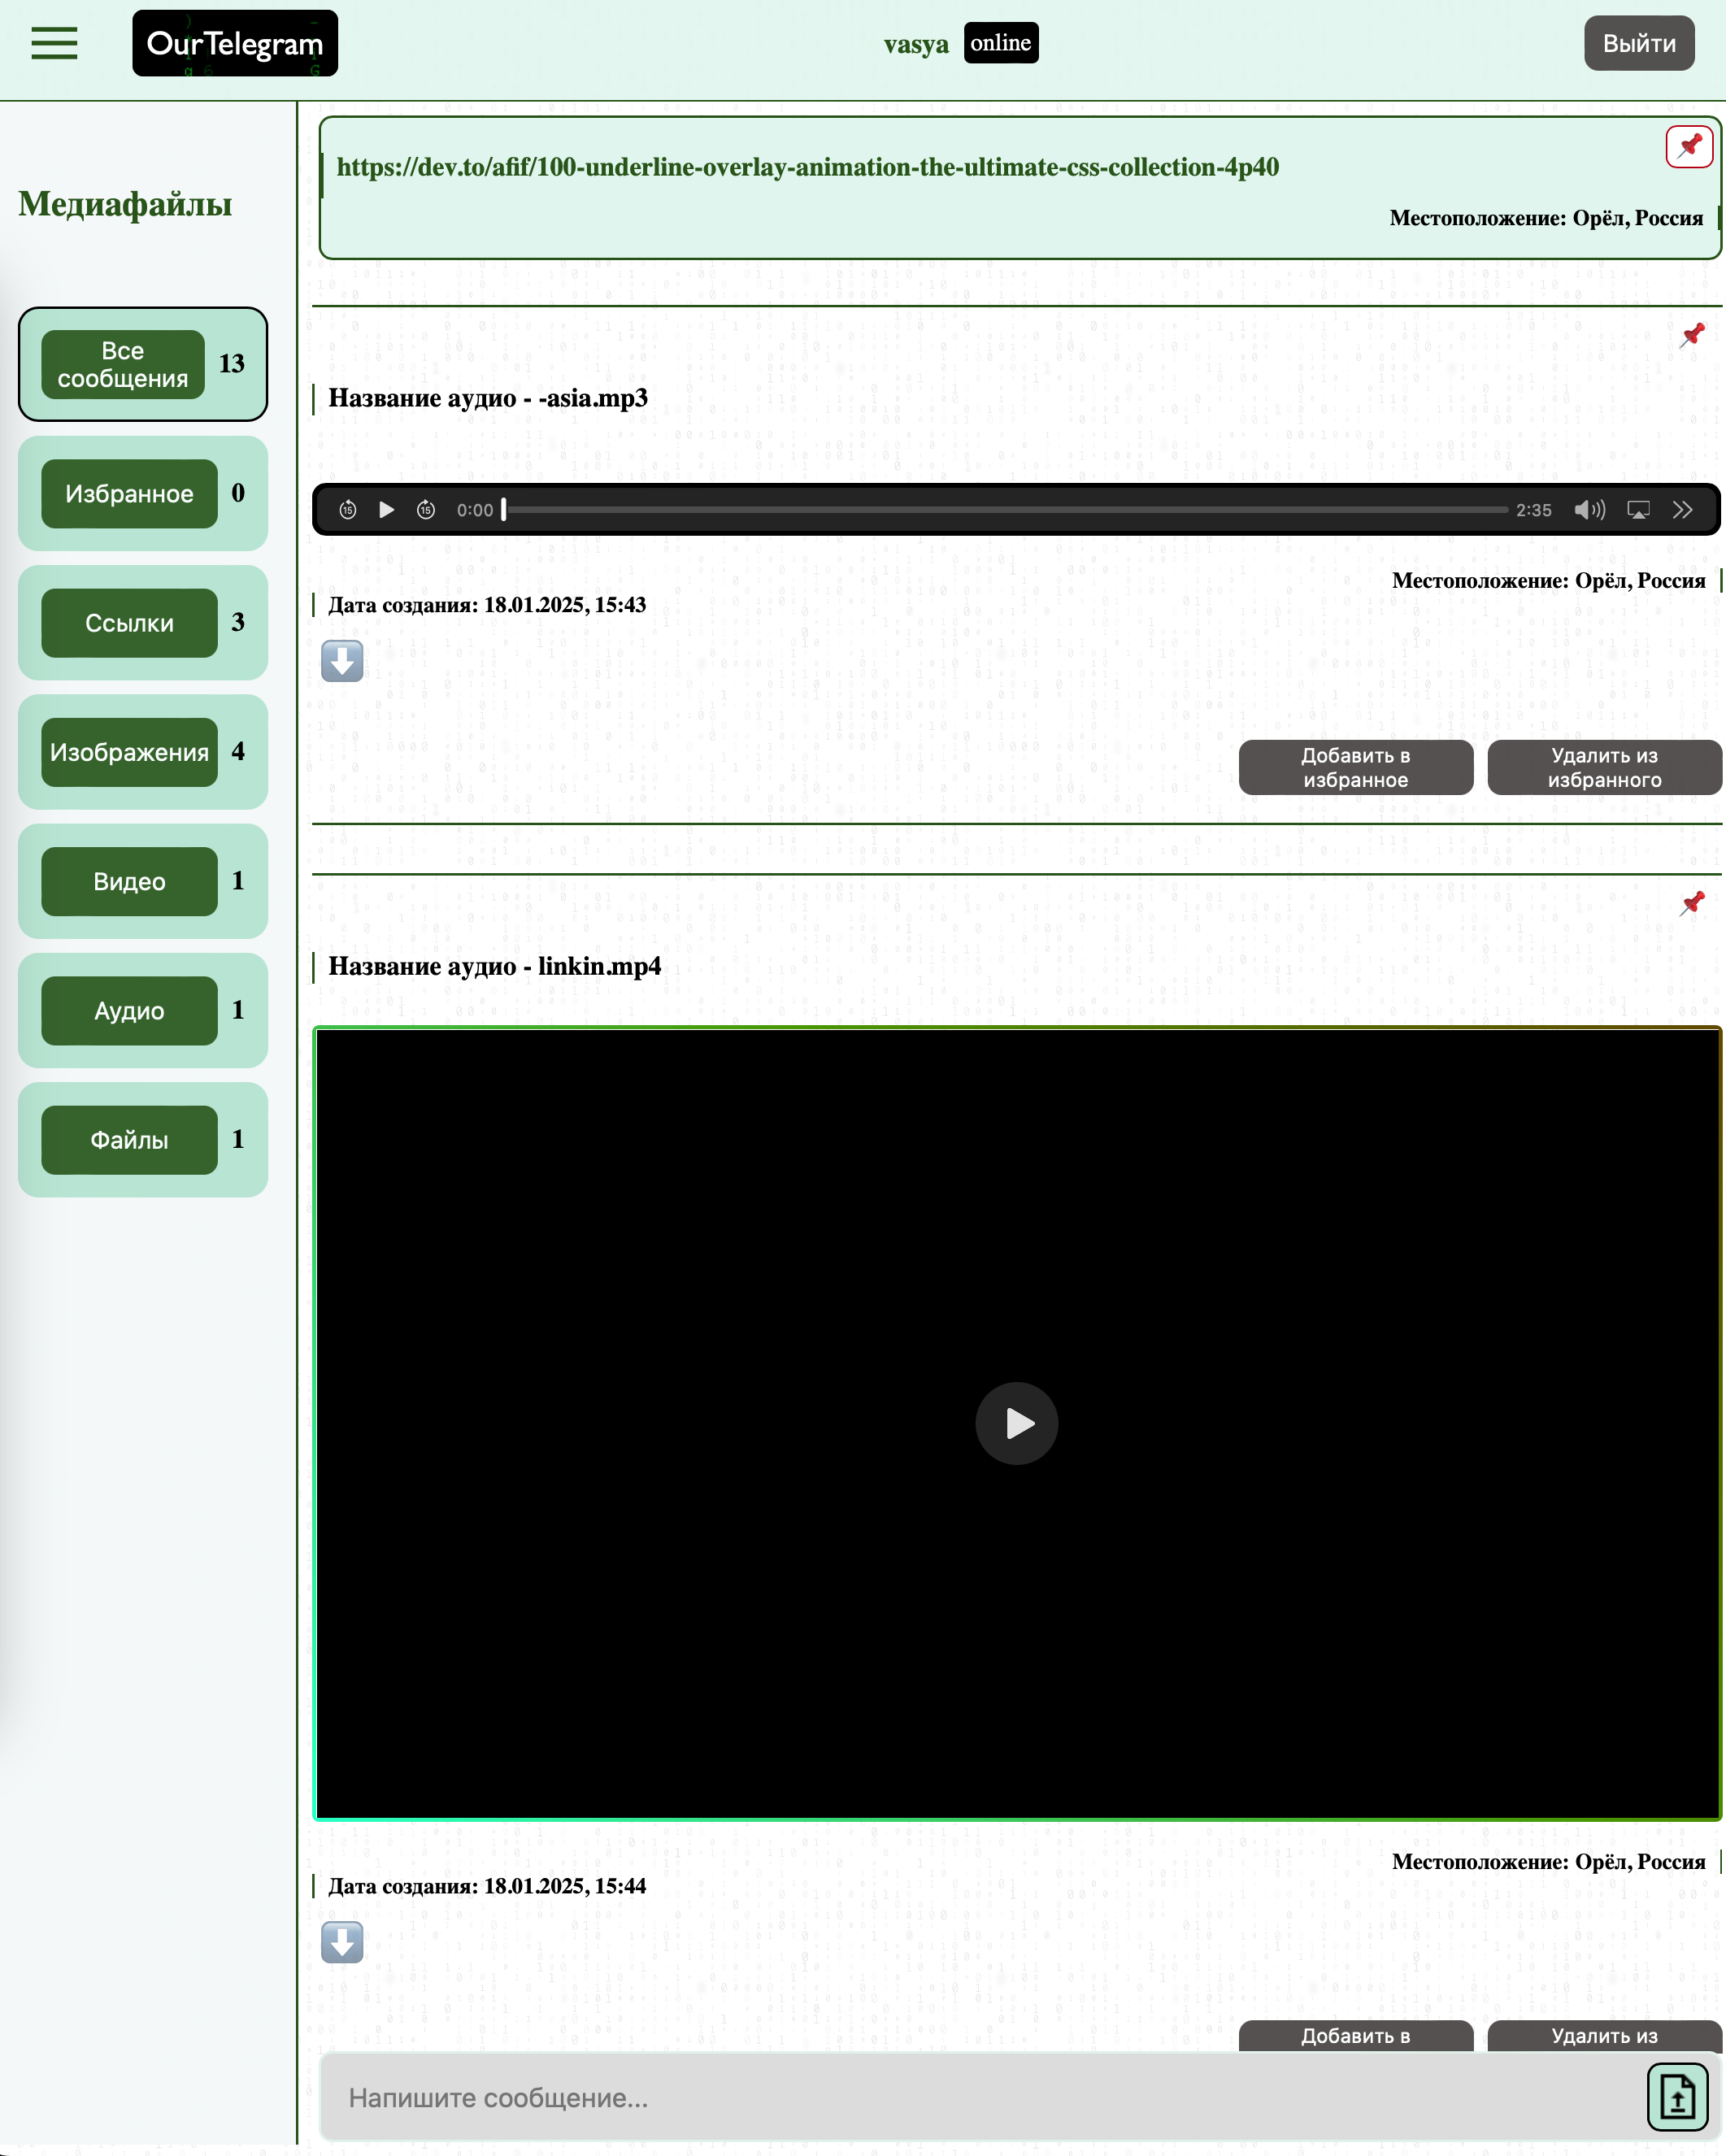 OurTelegram
vasya online
Выйти
https://dev.to/afif/100-underline-overlay-animation-the-ultimate-css-collection-4p40
Местоположение: Орёл, Россия
Медиафайлы
Все
сообщения 13
Избранное 0
Ссылки 3
Изображения 4
Видео 1
Аудио 1
Файлы 1
Название аудио - -asia.mp3
15 15 0:00 2:35
Местоположение: Орёл, Россия
Дата создания: 18.01.2025, 15:43
Добавить в
избранное
Удалить из
избранного
Название аудио - linkin.mp4
Местоположение: Орёл, Россия
Дата создания: 18.01.2025, 15:44
Добавить в
Удалить из
Напишите сообщение...